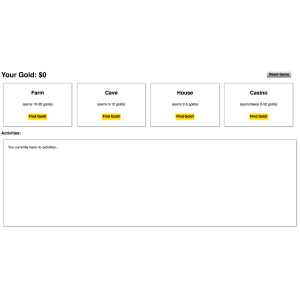 Your Gold: $0
Reset Game
Farm
(earns 10-20 golds)
Find Gold!
Cave
(earns 5-10 golds)
Find Gold!
House
(earns 2-5 golds)
Find Gold!
Casino
(earns/takes 0-50 golds)
Find Gold!
Activities:
You currently have no activities...